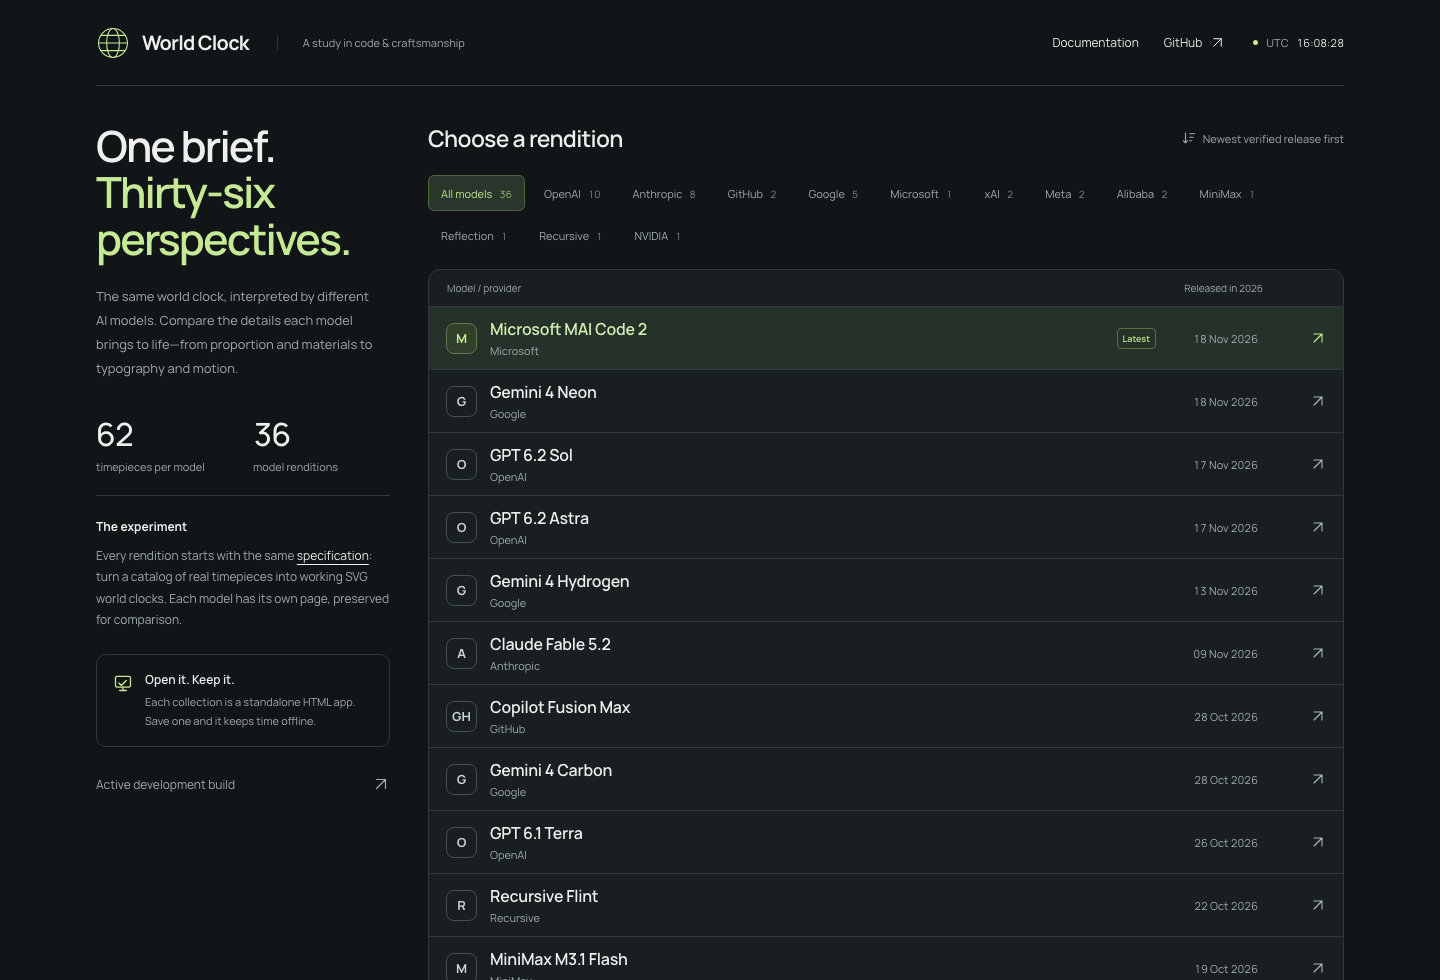 World Clock
A study in code & craftsmanship
Documentation
GitHub
UTC 16:08:28
One brief.
Thirty-six
perspectives.
The same world clock, interpreted by different
AI models. Compare the details each model
brings to life—from proportion and materials to
typography and motion.
62
timepieces per model
36
model renditions
The experiment
Every rendition starts with the same specification:
turn a catalog of real timepieces into working SVG
world clocks. Each model has its own page, preserved
for comparison.
Open it. Keep it.
Each collection is a standalone HTML app.
Save one and it keeps time offline.
Active development build
Choose a rendition
Newest verified release first
All models 36
OpenAI 10
Anthropic 8
GitHub 2
Google 5
Microsoft 1
xAI 2
Meta 2
Alibaba 2
MiniMax 1
Reflection 1
Recursive 1
NVIDIA 1
Model / provider
Released in 2026
M
Microsoft MAI Code 2
Microsoft
Latest
18 Nov 2026
G
Gemini 4 Neon
Google
18 Nov 2026
O
GPT 6.2 Sol
OpenAI
17 Nov 2026
O
GPT 6.2 Astra
OpenAI
17 Nov 2026
G
Gemini 4 Hydrogen
Google
13 Nov 2026
A
Claude Fable 5.2
Anthropic
09 Nov 2026
GH
Copilot Fusion Max
GitHub
28 Oct 2026
G
Gemini 4 Carbon
Google
28 Oct 2026
O
GPT 6.1 Terra
OpenAI
26 Oct 2026
R
Recursive Flint
Recursive
22 Oct 2026
M
MiniMax M3.1 Flash
MiniMax
19 Oct 2026